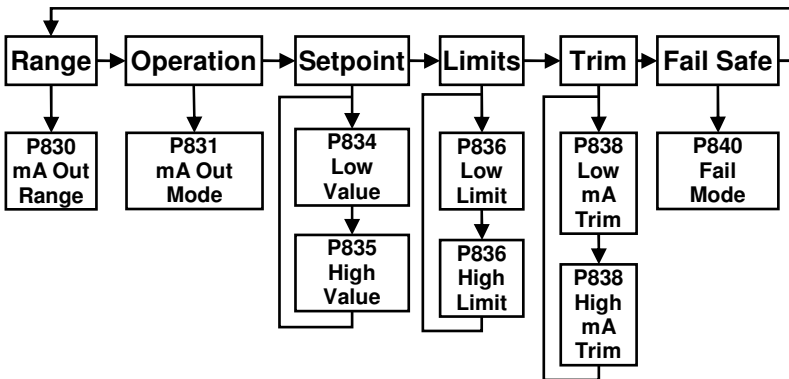 Range
Operation
Setpoint
Limits
Trim
Fail Safe
P830
mA Out
Range
P831
mA Out
Mode
P834
Low
Value
P835
High
Value
P836
Low
Limit
P836
High
Limit
P838
Low
mA
Trim
P838
High
mA
Trim
P840
Fail
Mode